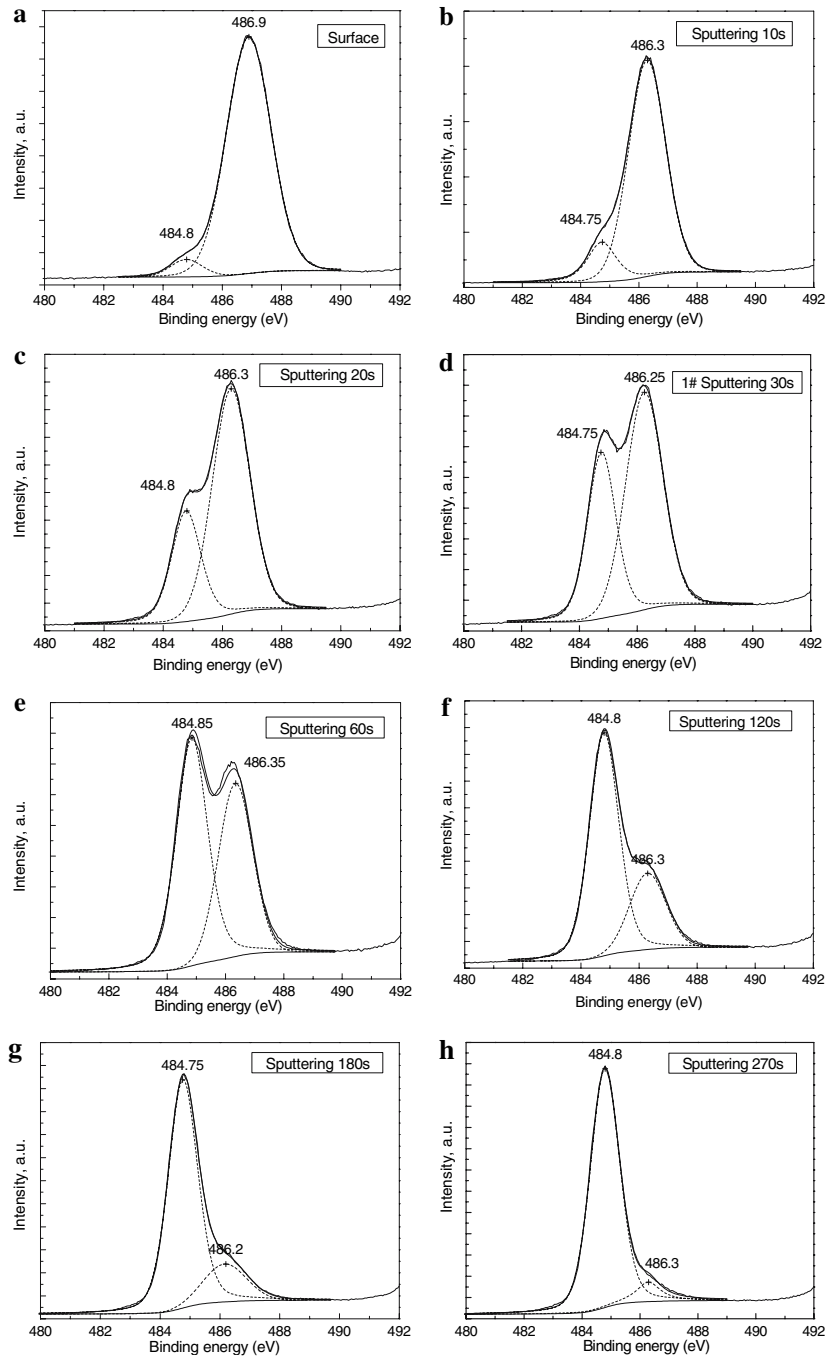 a
486.9
Surface
484.8
Intensity, a.u.
480 482 484 486 488 490 492
Binding energy (eV)
b
486.3
Sputtering 10s
484.75
Intensity, a.u.
480 482 484 486 488 490 492
Binding energy (eV)
c
486.3
Sputtering 20s
484.8
Intensity, a.u.
480 482 484 486 488 490 492
Binding energy (eV)
d
486.25
1# Sputtering 30s
484.75
Intensity, a.u.
480 482 484 486 488 490 492
Binding energy (eV)
e
484.85
Sputtering 60s
486.35
Intensity, a.u.
480 482 484 486 488 490 492
Binding energy (eV)
f
484.8
Sputtering 120s
486.3
Intensity, a.u.
480 482 484 486 488 490 492
Binding energy (eV)
g
484.75
Sputtering 180s
486.2
Intensity, a.u.
480 482 484 486 488 490 492
Binding energy (eV)
h
484.8
Sputtering 270s
486.3
Intensity, a.u.
480 482 484 486 488 490 492
Binding energy (eV)